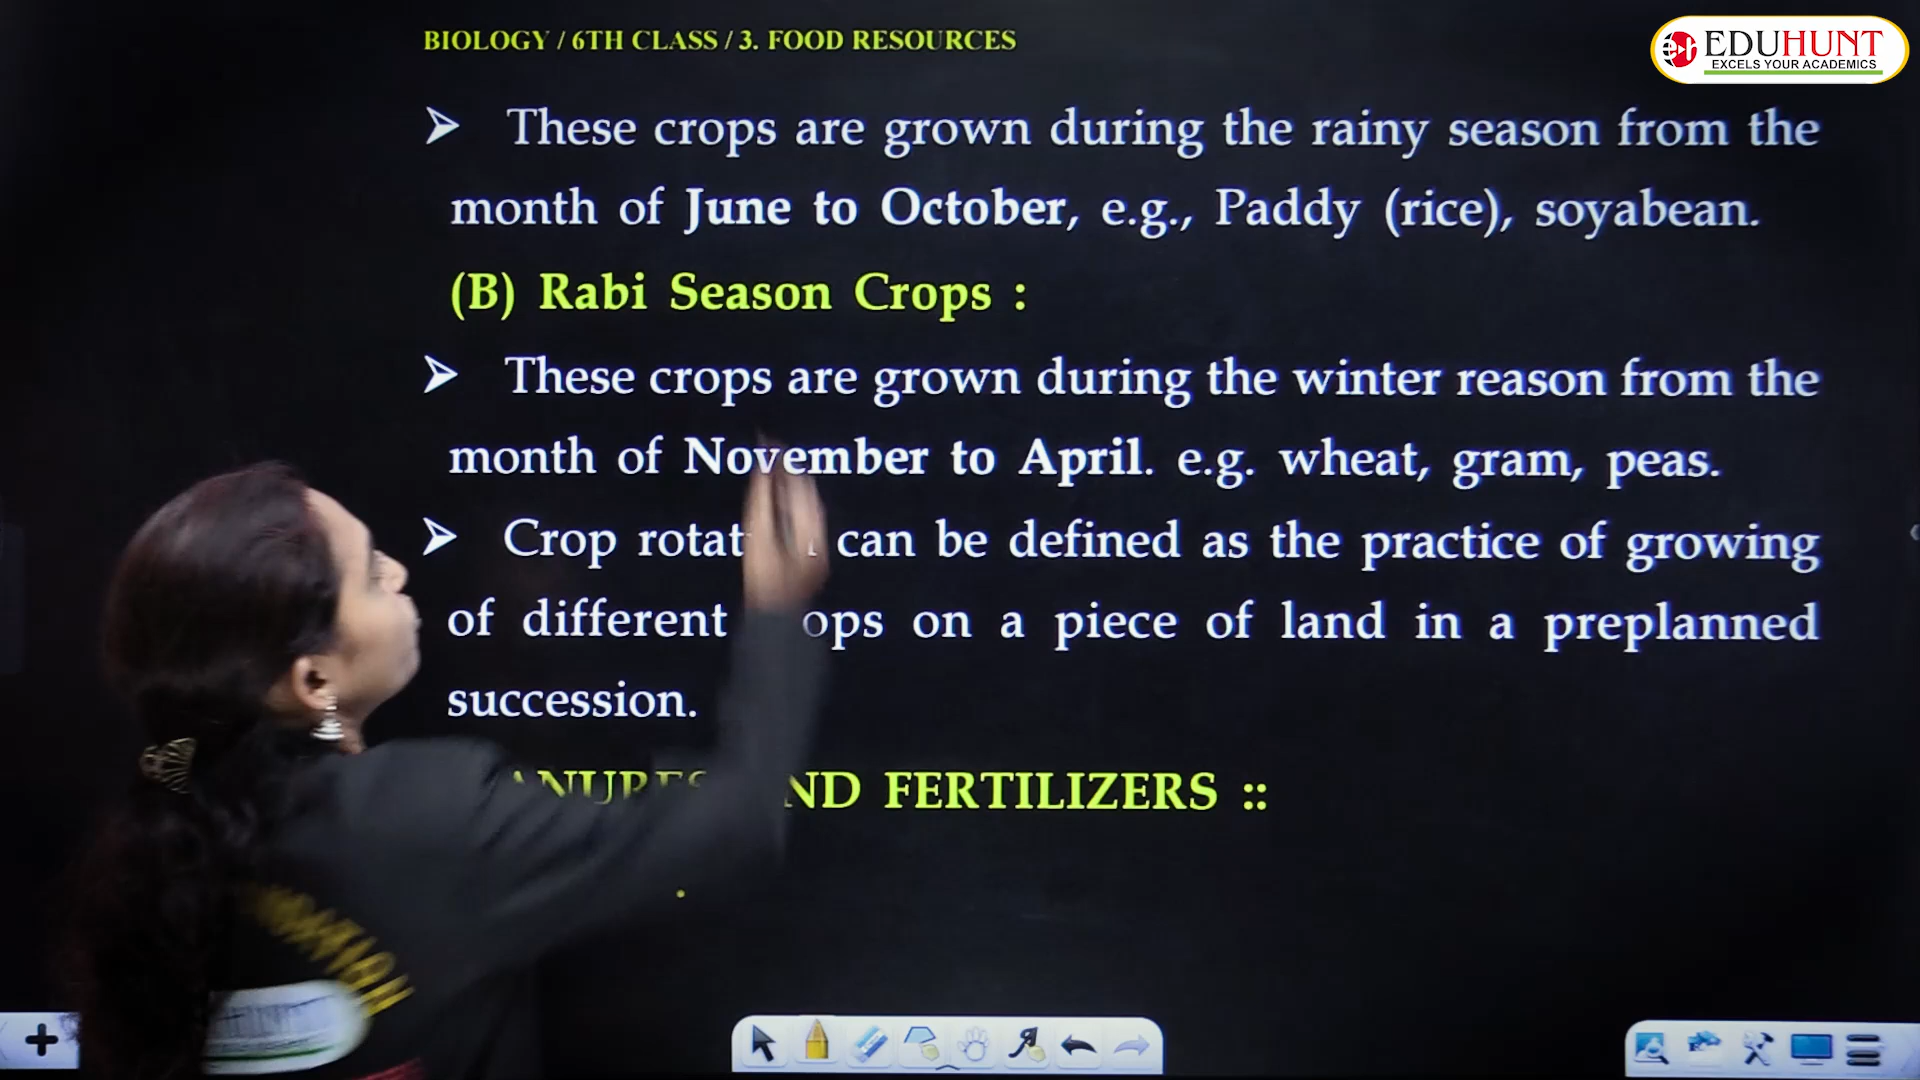 BIOLOGY / 6TH CLASS / 3. FOOD RESOURCES
EDUHUNT
EXCELS YOUR ACADEMICS
➤ These crops are grown during the rainy season from the
month of June to October, e.g., Paddy (rice), soyabean.
(B) Rabi Season Crops :
➤ These crops are grown during the winter reason from the
month of November to April. e.g. wheat, gram, peas.
➤ Crop can be defined as the practice of growing
of different on a piece of land in a preplanned
succession.
FERTILIZERS ::